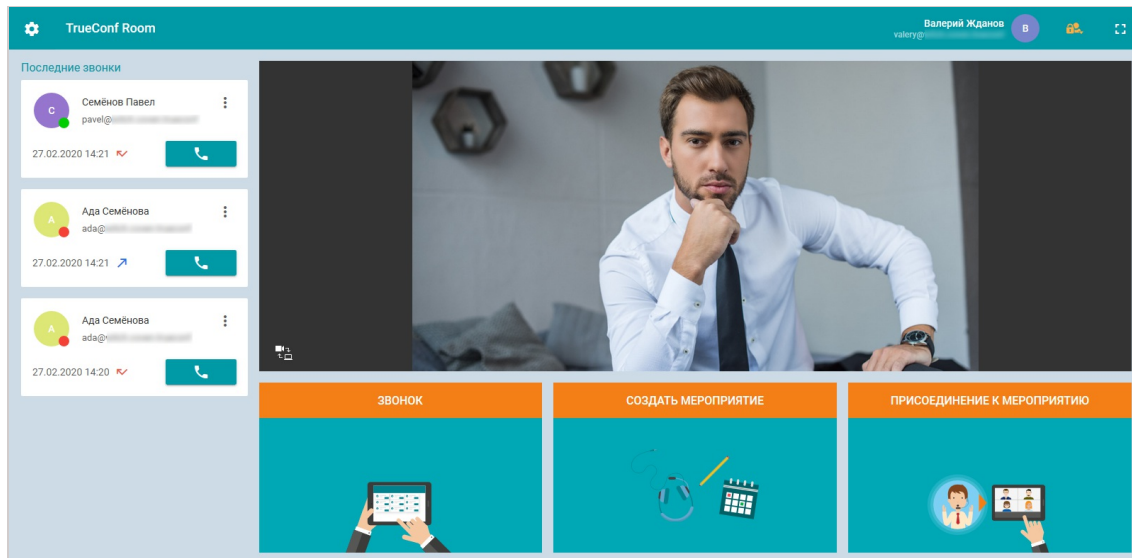 TrueConf Room
Валерий Жданов
valery@
В
Последние звонки
С
Семёнов Павел
pavel@
27.02.2020 14:21
А
Ада Семёнова
ada@
27.02.2020 14:21
А
Ада Семёнова
ada@
27.02.2020 14:20
ЗВОНОК
СОЗДАТЬ МЕРОПРИЯТИЕ
ПРИСОЕДИНЕНИЕ К МЕРОПРИЯТИЮ